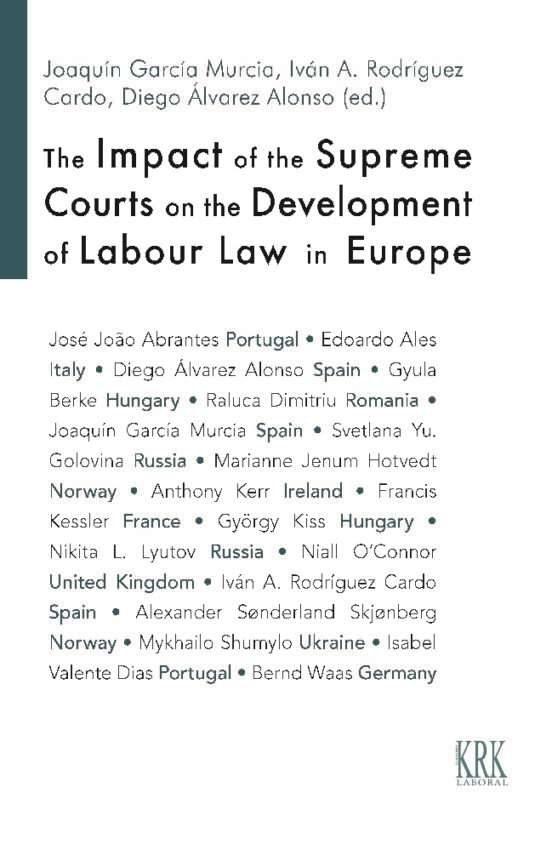 Joaquín García Murcia, Iván A. Rodríguez
Cardo, Diego Álvarez Alonso (ed.)
The Impact of the Supreme
Courts on the Development
of Labour Law in Europe
José João Abrantes Portugal • Edoardo Ales
Italy • Diego Álvarez Alonso Spain • Gyula
Berke Hungary • Raluca Dimitriu Romania •
Joaquín García Murcia Spain • Svetlana Yu.
Golovina Russia • Marianne Jenum Hotvedt
Norway • Anthony Kerr Ireland • Francis
Kessler France • György Kiss Hungary •
Nikita L. Lyutov Russia • Niall O’Connor
United Kingdom • Iván A. Rodríguez Cardo
Spain • Alexander Sønderland Skjønberg
Norway • Mykhailo Shumylo Ukraine • Isabel
Valente Dias Portugal • Bernd Waas Germany
KRK
LABORAL